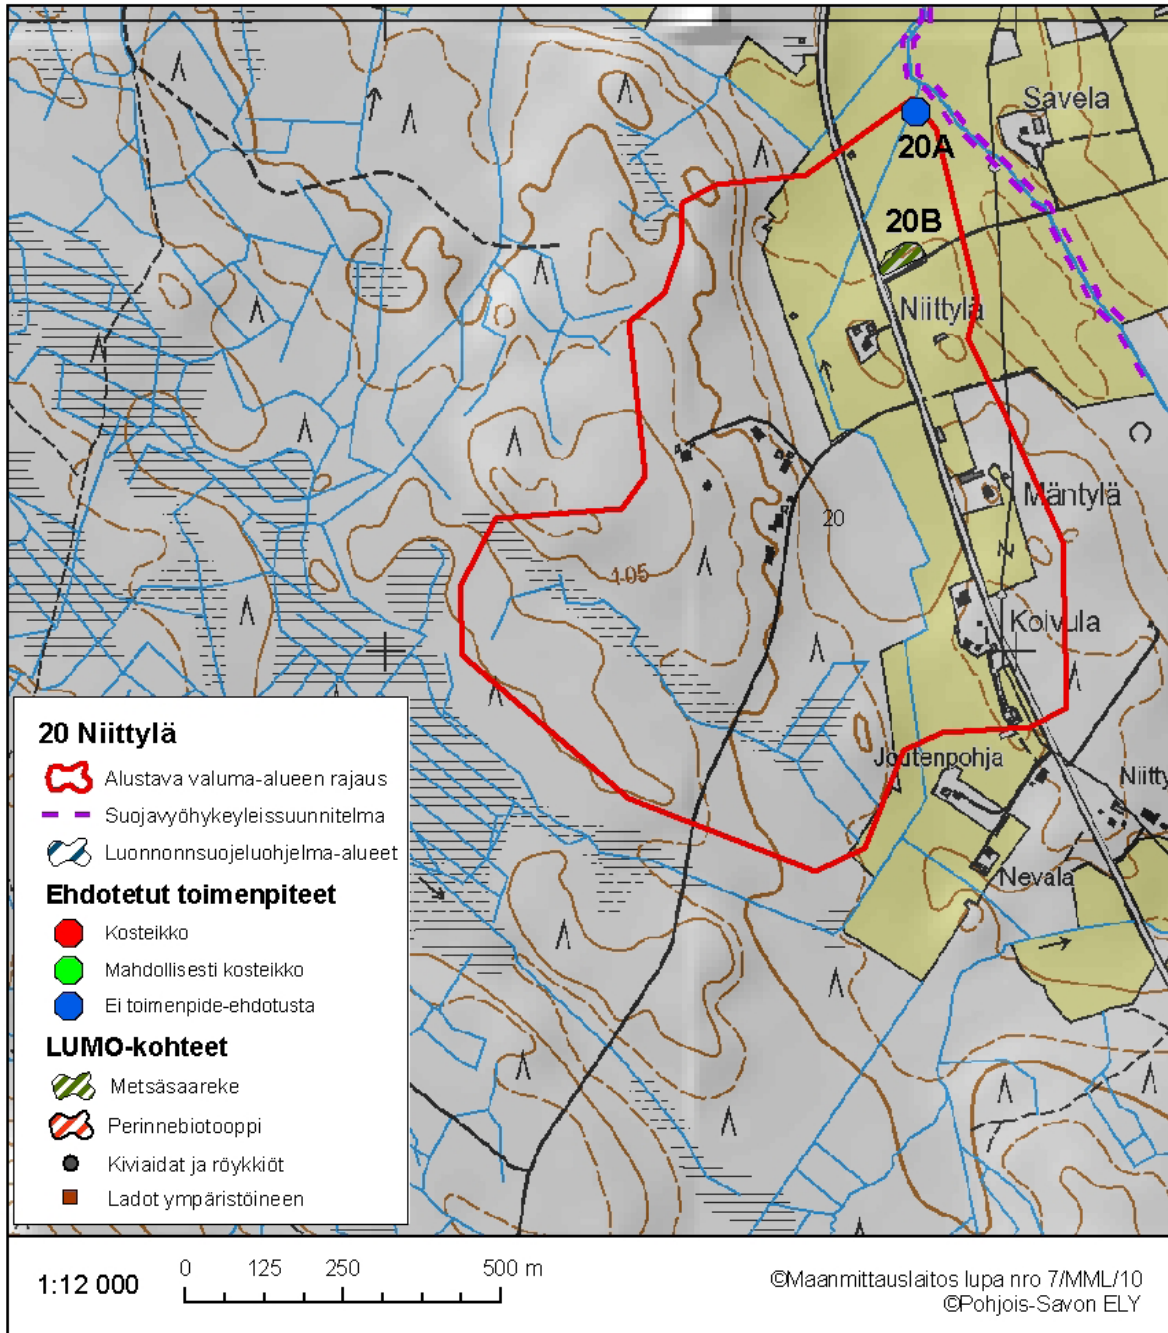 Savela
20A
20B
Niittylä
Mäntylä
20
105
Koivula
Joutenpohja
Niitty
Nevala
20 Niittylä
Alustava valuma-alueen rajaus
Suojavyöhykeyleissuunnitelma
Luonnonnsuojeluohjelma-alueet
Ehdotetut toimenpiteet
Kosteikko
Mahdollisesti kosteikko
Ei toimenpide-ehdotusta
LUMO-kohteet
Metsäsaareke
Perinnebiotooppi
Kiviaidat ja röykkiöt
Ladot ympäristöineen
1:12 000
0 125 250 500 m
©Maanmittauslaitos lupa nro 7/MML/10
©Pohjois-Savon ELY